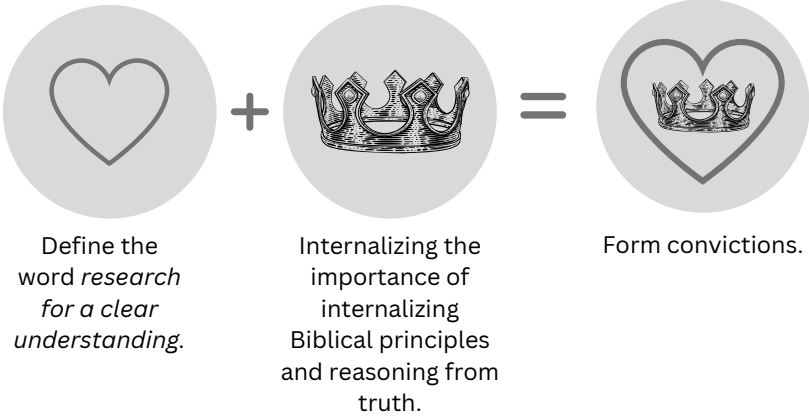 Define the
word research
for a clear
understanding.
Internalizing the
importance of
internalizing
Biblical principles
and reasoning from
truth.
Form convictions.